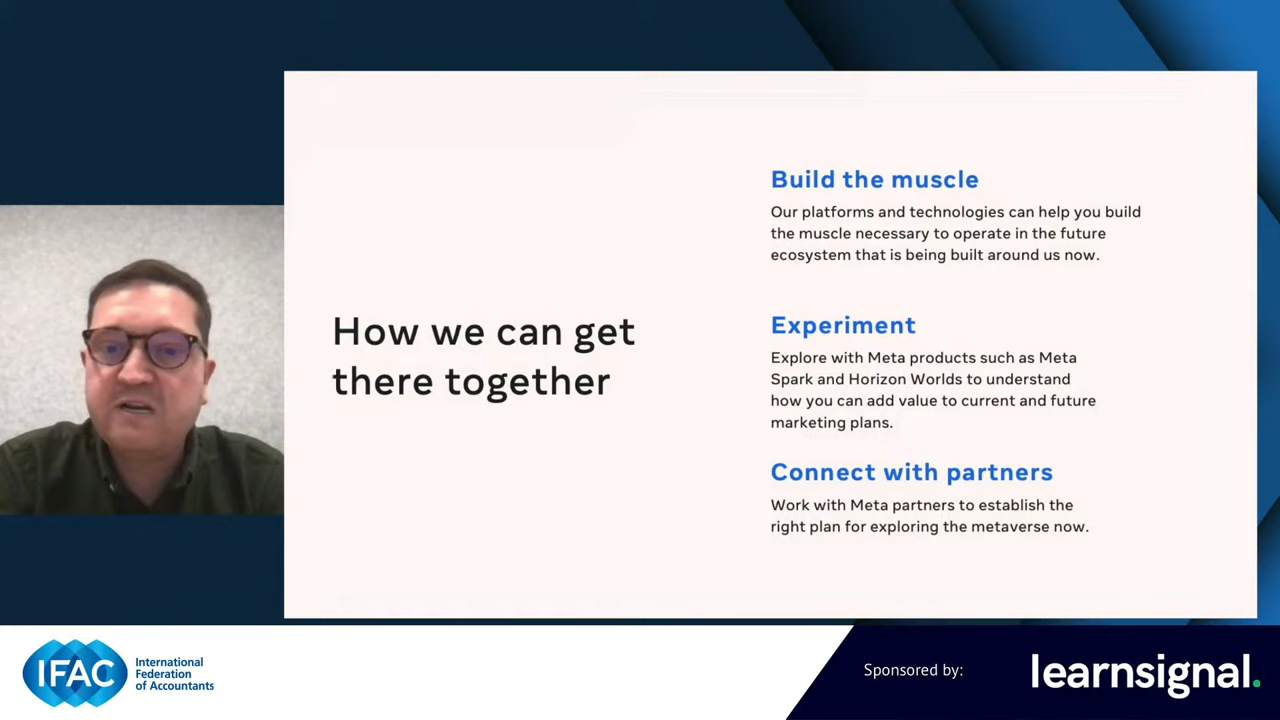 How we can get
there together
Build the muscle
Our platforms and technologies can help you build
the muscle necessary to operate in the future
ecosystem that is being built around us now.
Experiment
Explore with Meta products such as Meta
Spark and Horizon Worlds to understand
how you can add value to current and future
marketing plans.
Connect with partners
Work with Meta partners to establish the
right plan for exploring the metaverse now.
IFAC
International
Federation
of Accountants
Sponsored by:
learnsignal.